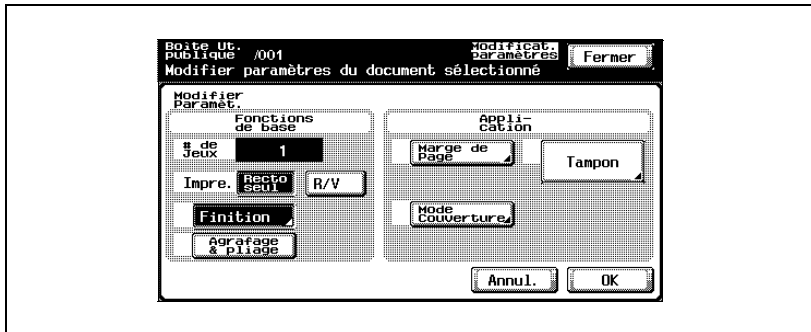 Boîte Ut.
publique /001
Modificat.
paramètres
Fermer
Modifier paramètres du document sélectionné
Modifier
Paramèt.
Fonctions
de base
# de
Jeux
1
Impre.
Recto
seul
R/V
Finition
Agrafage
& pliage
Appli-
cation
Marge de
Page
Tampon
Mode
Couverture
Annul.
OK